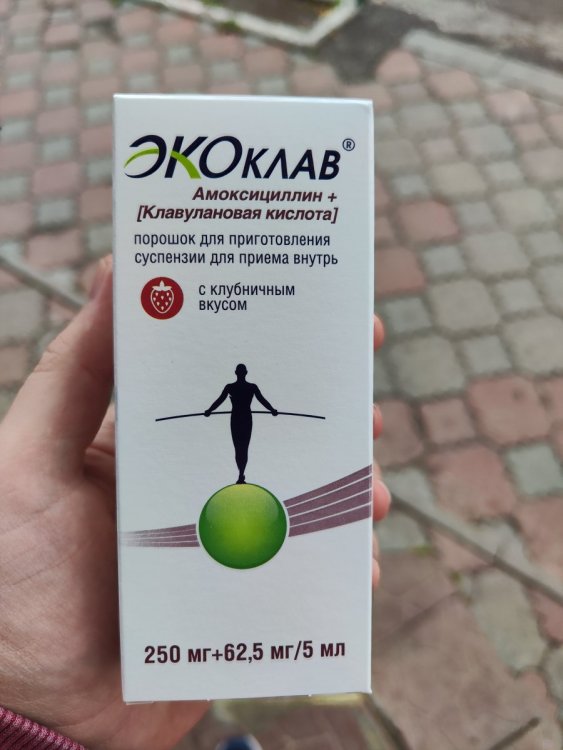 ЭКОКЛАВ®
Амоксициллин +
[Клавулановая кислота]
порошок для приготовления
суспензии для приема внутрь
с клубничным
вкусом
250 мг+62,5 мг/5 мл